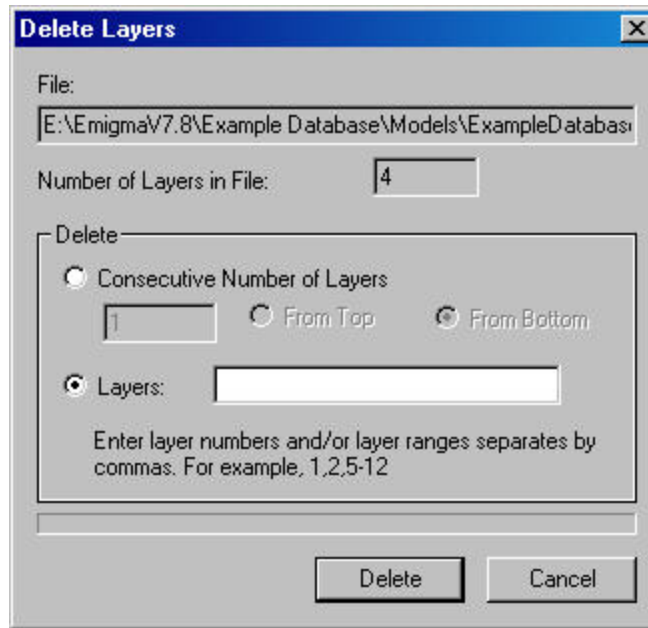 Delete Layers
File:
E:\EmigmaV7.8\Example Database\Models\ExampleDatabas
Number of Layers in File: 4
Delete
Consecutive Number of Layers
1 From Top From Bottom
Layers:
Enter layer numbers and/or layer ranges separates by
commas. For example, 1,2,5-12
Delete Cancel